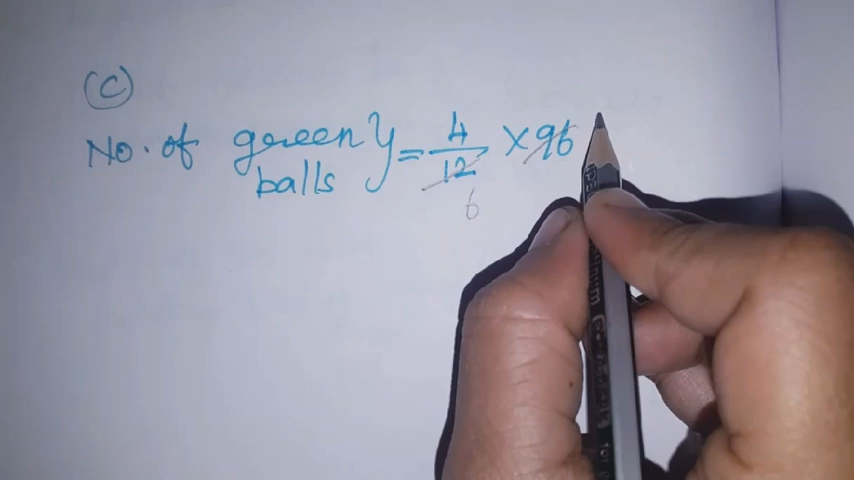 (c)
No. of green balls } = 4/12 × 96
6